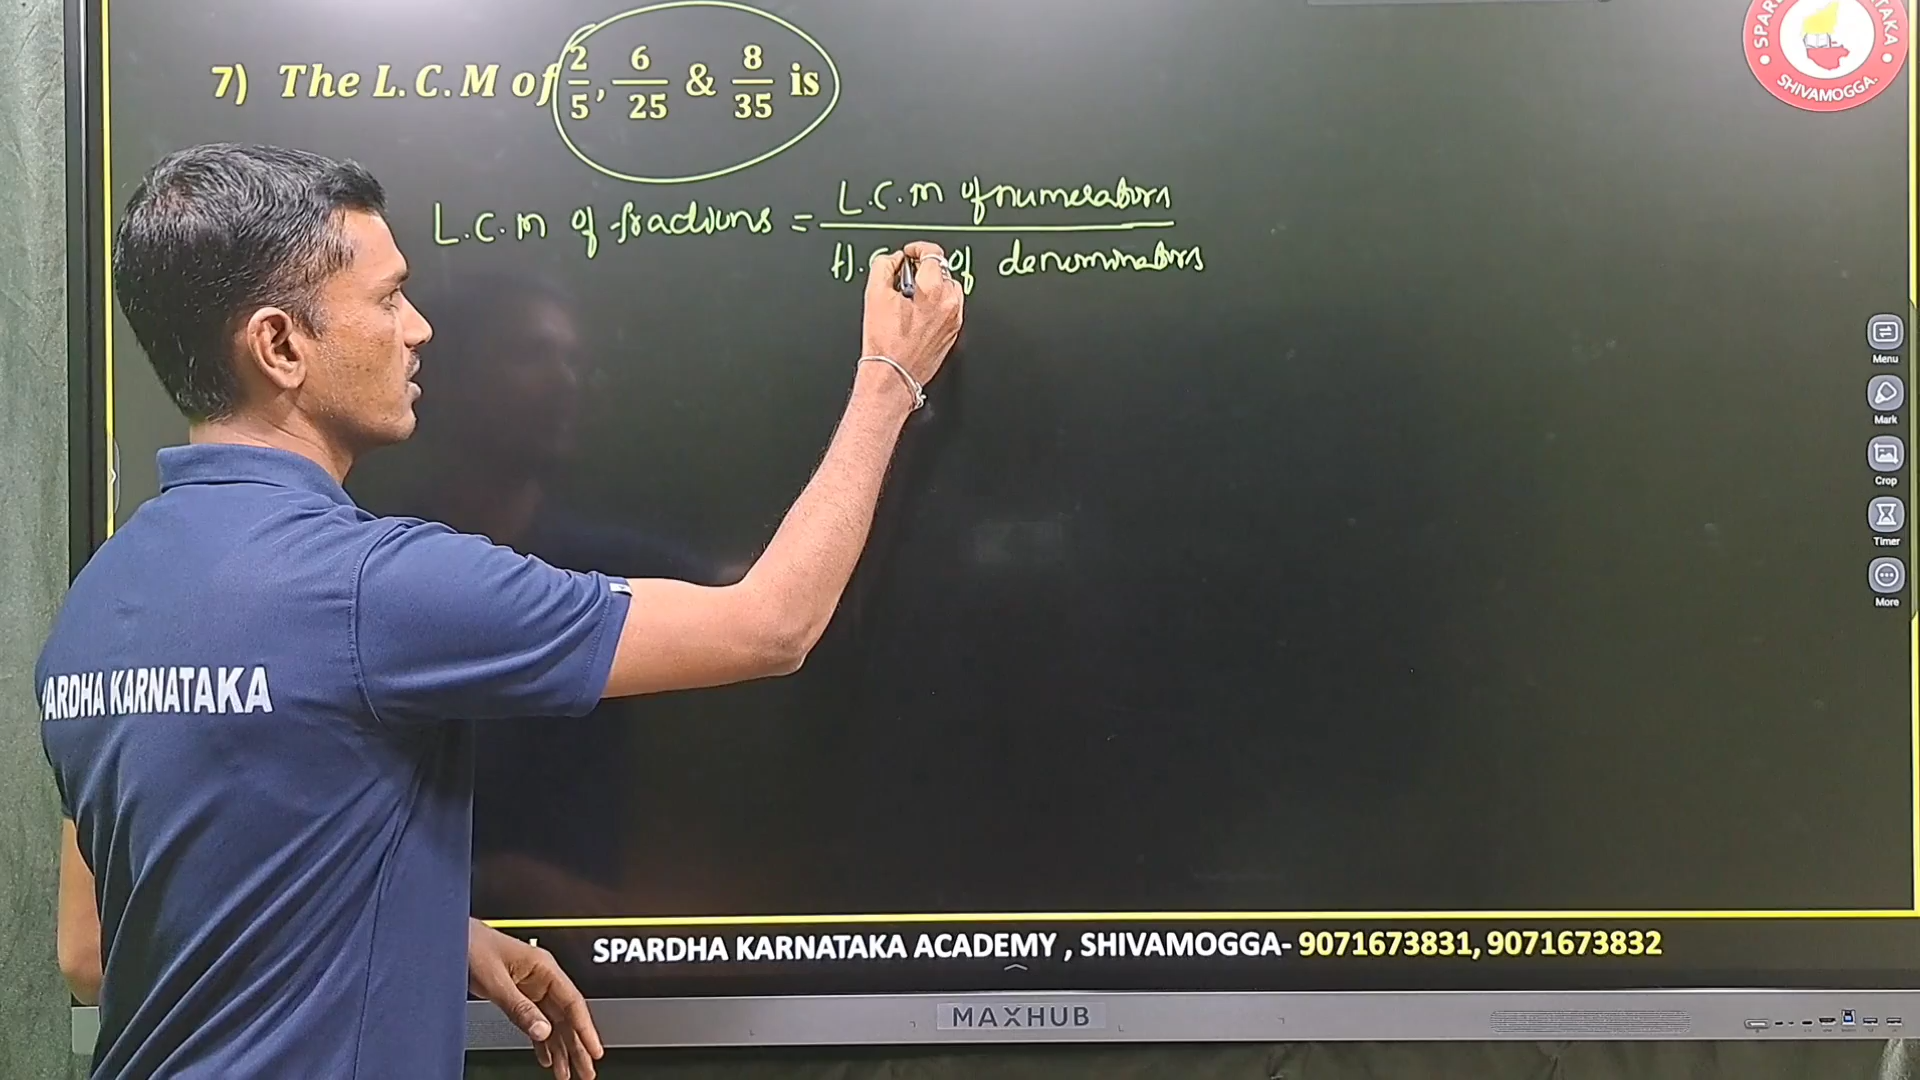 7) The L.C.M of 2/5, 6/25 & 8/35 is
L.C.M of fractions = L.C.M of numerators
H.C of denominators
SHIVAMOGGA.
Menu
Mark
Crop
Timer
More
ARDHA KARNATAKA
SPARDHA KARNATAKA ACADEMY , SHIVAMOGGA- 9071673831, 9071673832
MAXHUB